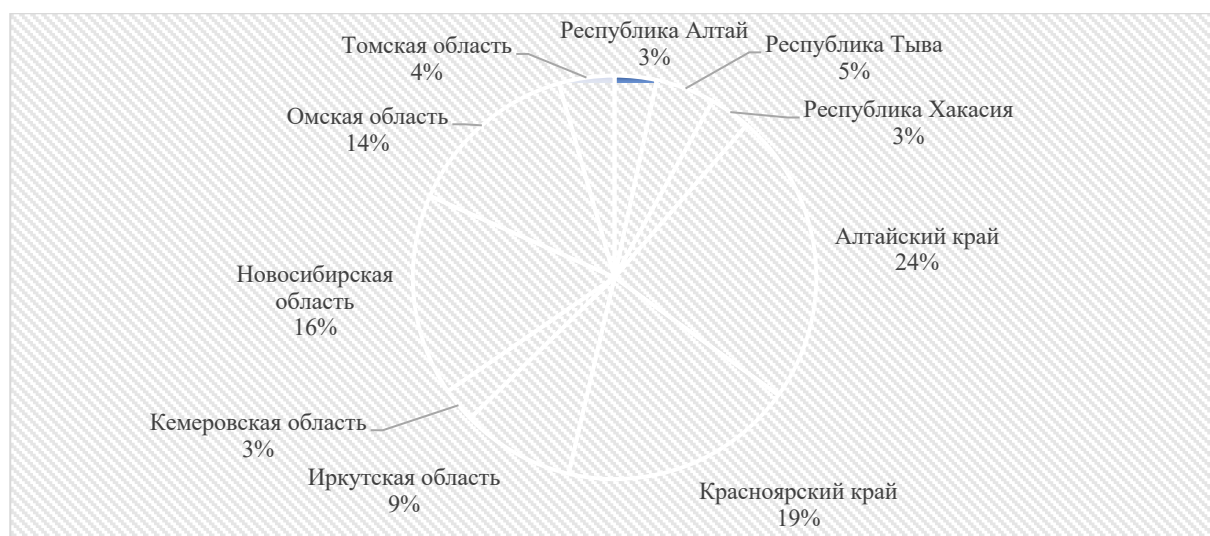 Республика Алтай
3%
Республика Тыва
5%
Республика Хакасия
3%
Алтайский край
24%
Красноярский край
19%
Иркутская область
9%
Кемеровская область
3%
Новосибирская
область
16%
Омская область
14%
Томская область
4%